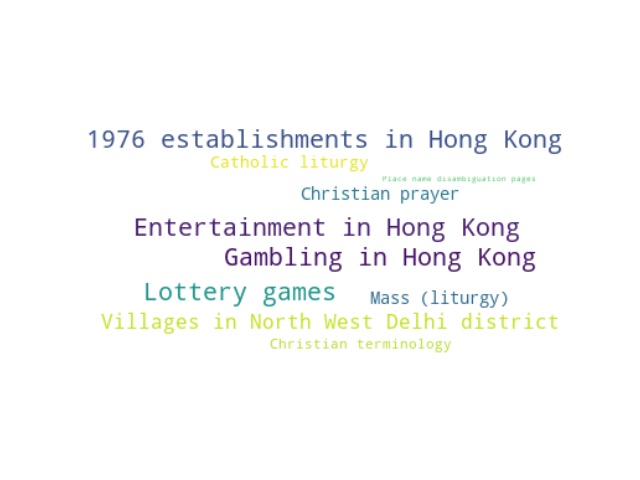 1976 establishments in Hong Kong
Catholic liturgy
Place name disambiguation pages
Christian prayer
Entertainment in Hong Kong
Gambling in Hong Kong
Lottery games
Mass (liturgy)
Villages in North West Delhi district
Christian terminology